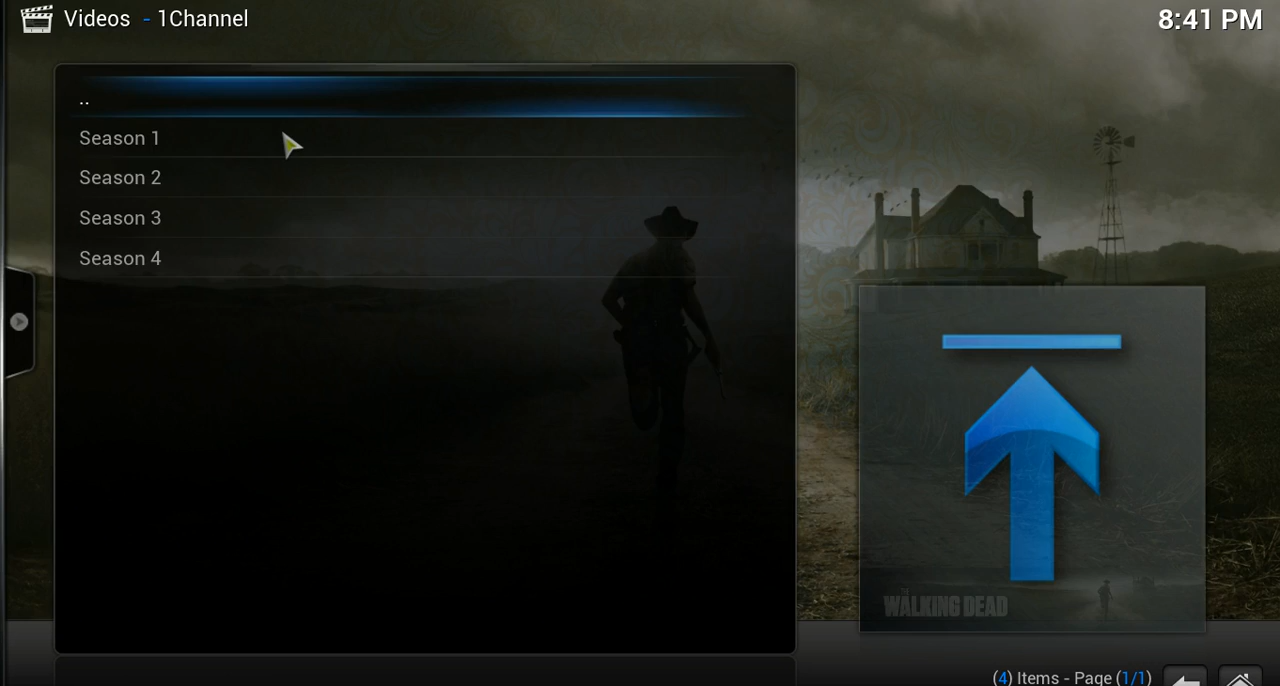 Videos - 1Channel
8:41 PM
..
Season 1
Season 2
Season 3
Season 4
THE
WALKING DEAD
(4) Items - Page (1/1)